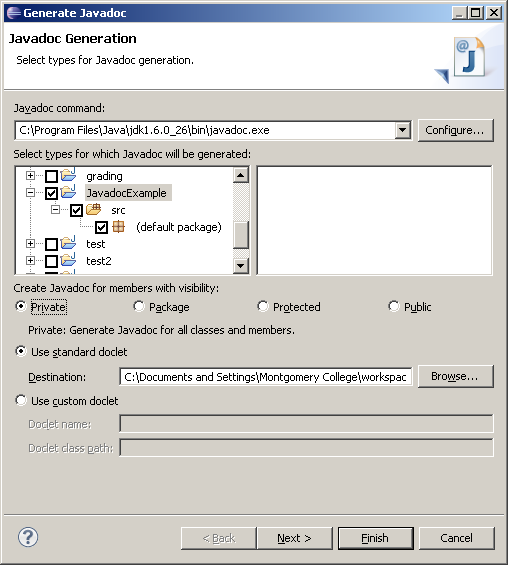 Generate Javadoc
Javadoc Generation
Select types for Javadoc generation.
@J
Javadoc command:
C:\Program Files\Java\jdk1.6.0_26\bin\javadoc.exe
Configure...
Select types for which Javadoc will be generated:
grading
JavadocExample
src
(default package)
test
test2
Create Javadoc for members with visibility:
Private Package Protected Public
Private: Generate Javadoc for all classes and members.
Use standard doclet
Destination: C:\Documents and Settings\Montgomery College\workspac Browse...
Use custom doclet
Doclet name:
Doclet class path:
? < Back Next > Finish Cancel